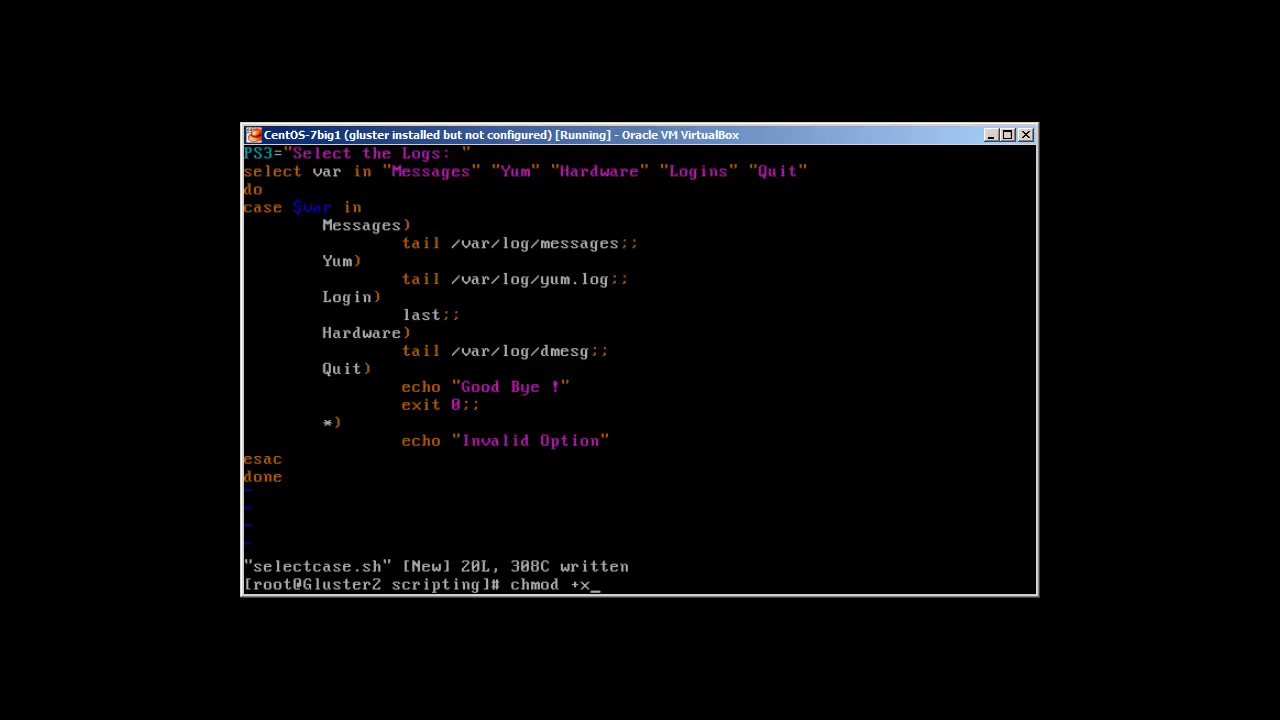 CentOS-7big1 (gluster installed but not configured) [Running] - Oracle VM VirtualBox
PS3="Select the Logs: "
select var in "Messages" "Yum" "Hardware" "Logins" "Quit"
do
case $var in
Messages)
tail /var/log/messages;;
Yum)
tail /var/log/yum.log;;
Login)
last;;
Hardware)
tail /var/log/dmesg;;
Quit)
echo "Good Bye !"
exit 0;;
*)
echo "Invalid Option"
esac
done
~
~
~
~
"selectcase.sh" [New] 20L, 308C written
[root@Gluster2 scripting]# chmod +x_